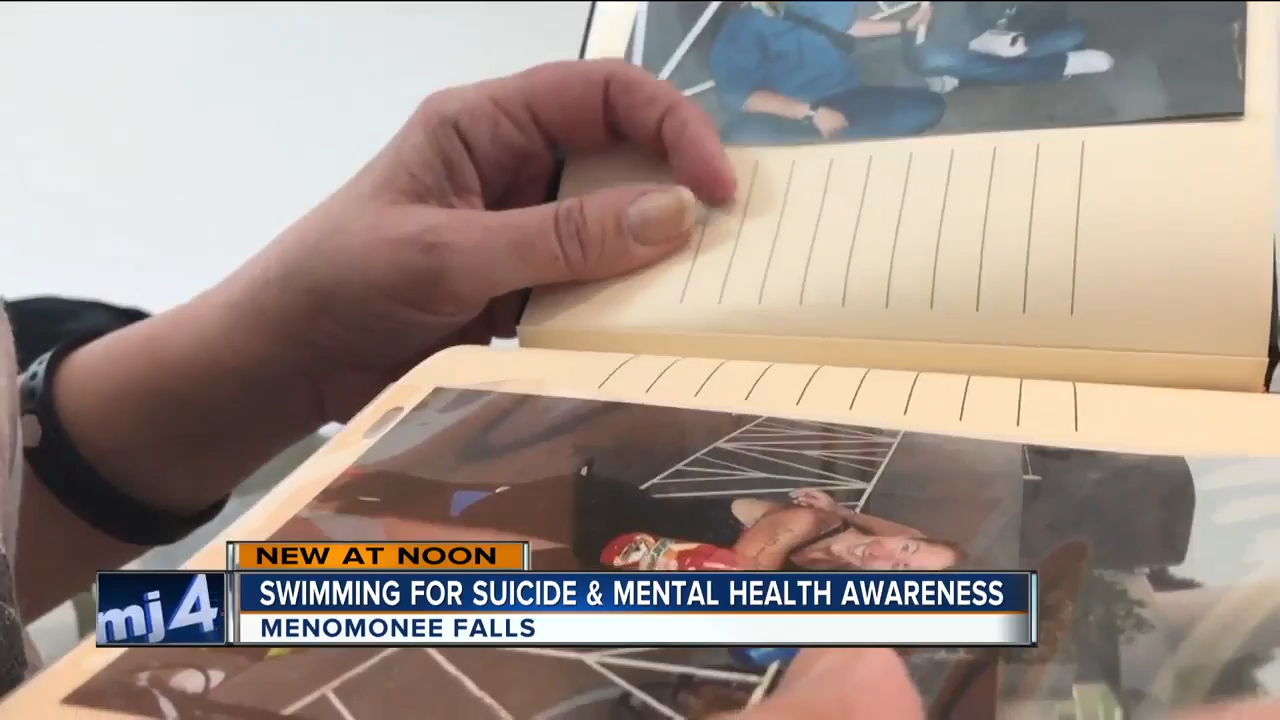 NEW AT NOON
SWIMMING FOR SUICIDE & MENTAL HEALTH AWARENESS
mj4
MENOMONEE FALLS